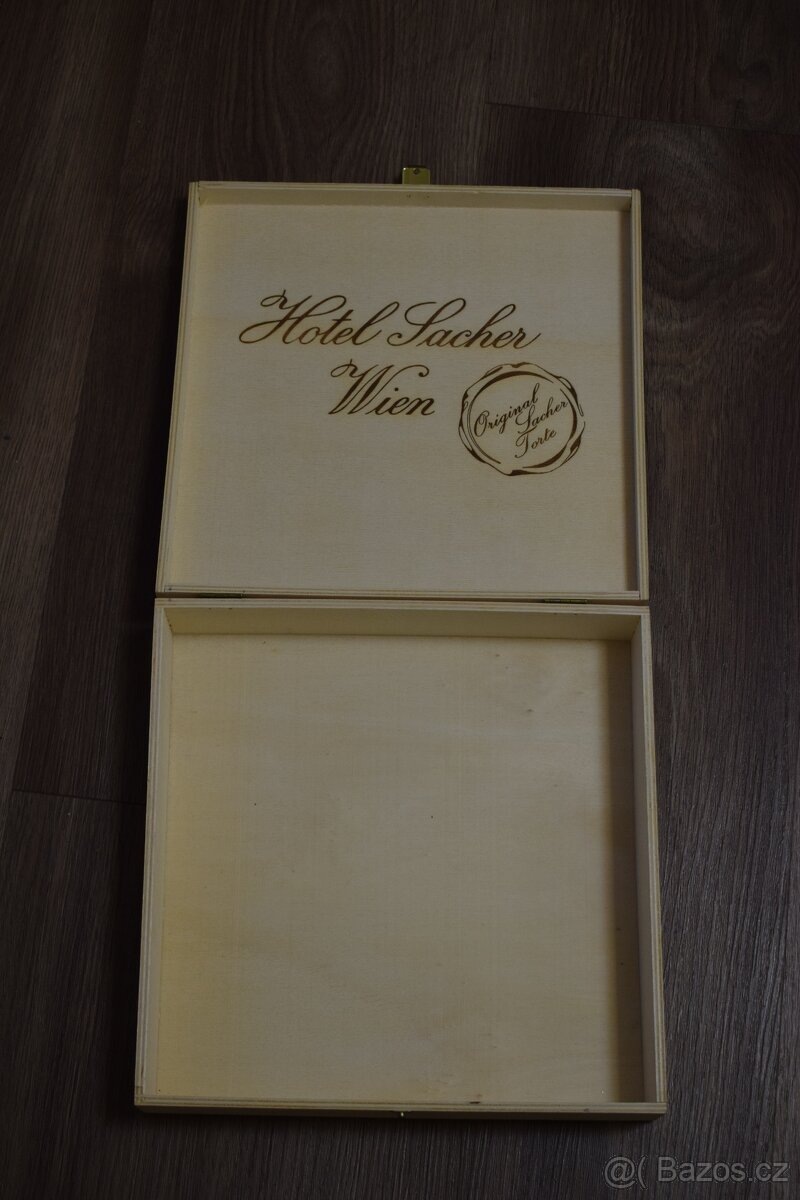 Hotel Sacher
Wien
Original
Sacher
Torte
@( Bazos.cz